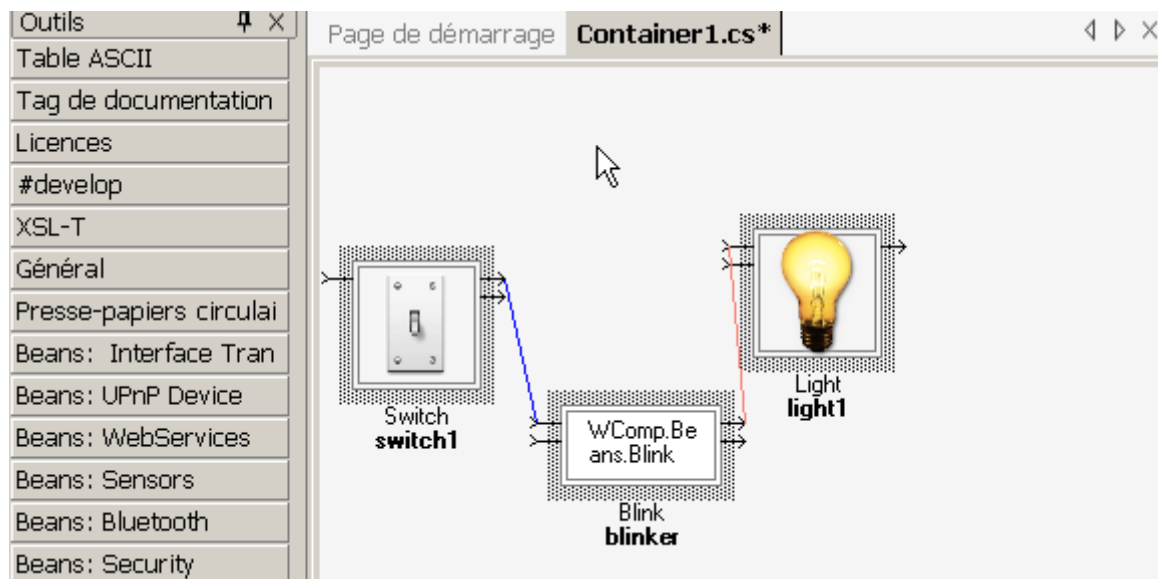 Outils
Table ASCII
Tag de documentation
Licences
#develop
XSL-T
Général
Presse-papiers circulai
Beans: Interface Tran
Beans: UPnP Device
Beans: WebServices
Beans: Sensors
Beans: Bluetooth
Beans: Security
Page de démarrage
Container1.cs*
Switch
switch1
WComp.Be
ans.Blink
Blink
blinker
Light
light1